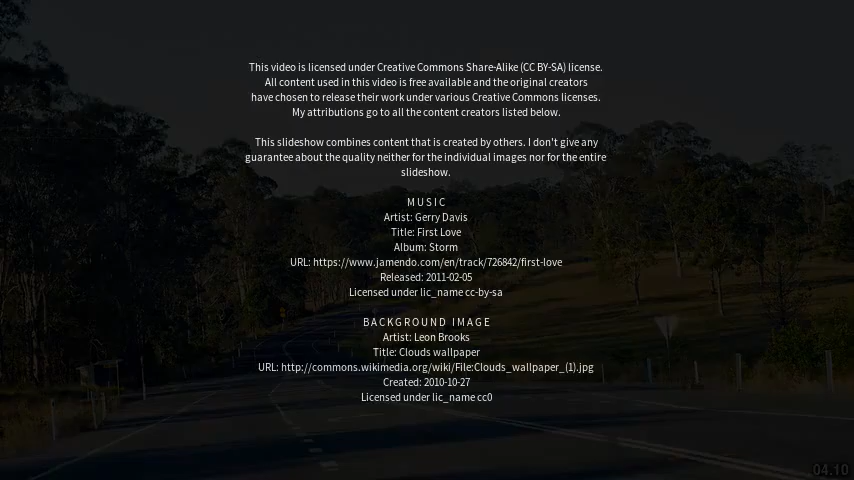 This video is licensed under Creative Commons Share-Alike (CC BY-SA) license.
All content used in this video is free available and the original creators
have chosen to release their work under various Creative Commons licenses.
My attributions go to all the content creators listed below.
This slideshow combines content that is created by others. I don't give any
guarantee about the quality neither for the individual images nor for the entire
slideshow.
MUSIC
Artist: Gerry Davis
Title: First Love
Album: Storm
URL: https://www.jamendo.com/en/track/726842/first-love
Released: 2011-02-05
Licensed under lic_name cc-by-sa
BACKGROUND IMAGE
Artist: Leon Brooks
Title: Clouds wallpaper
URL: http://commons.wikimedia.org/wiki/File:Clouds_wallpaper_(1).jpg
Created: 2010-10-27
Licensed under lic_name cc0
04.10